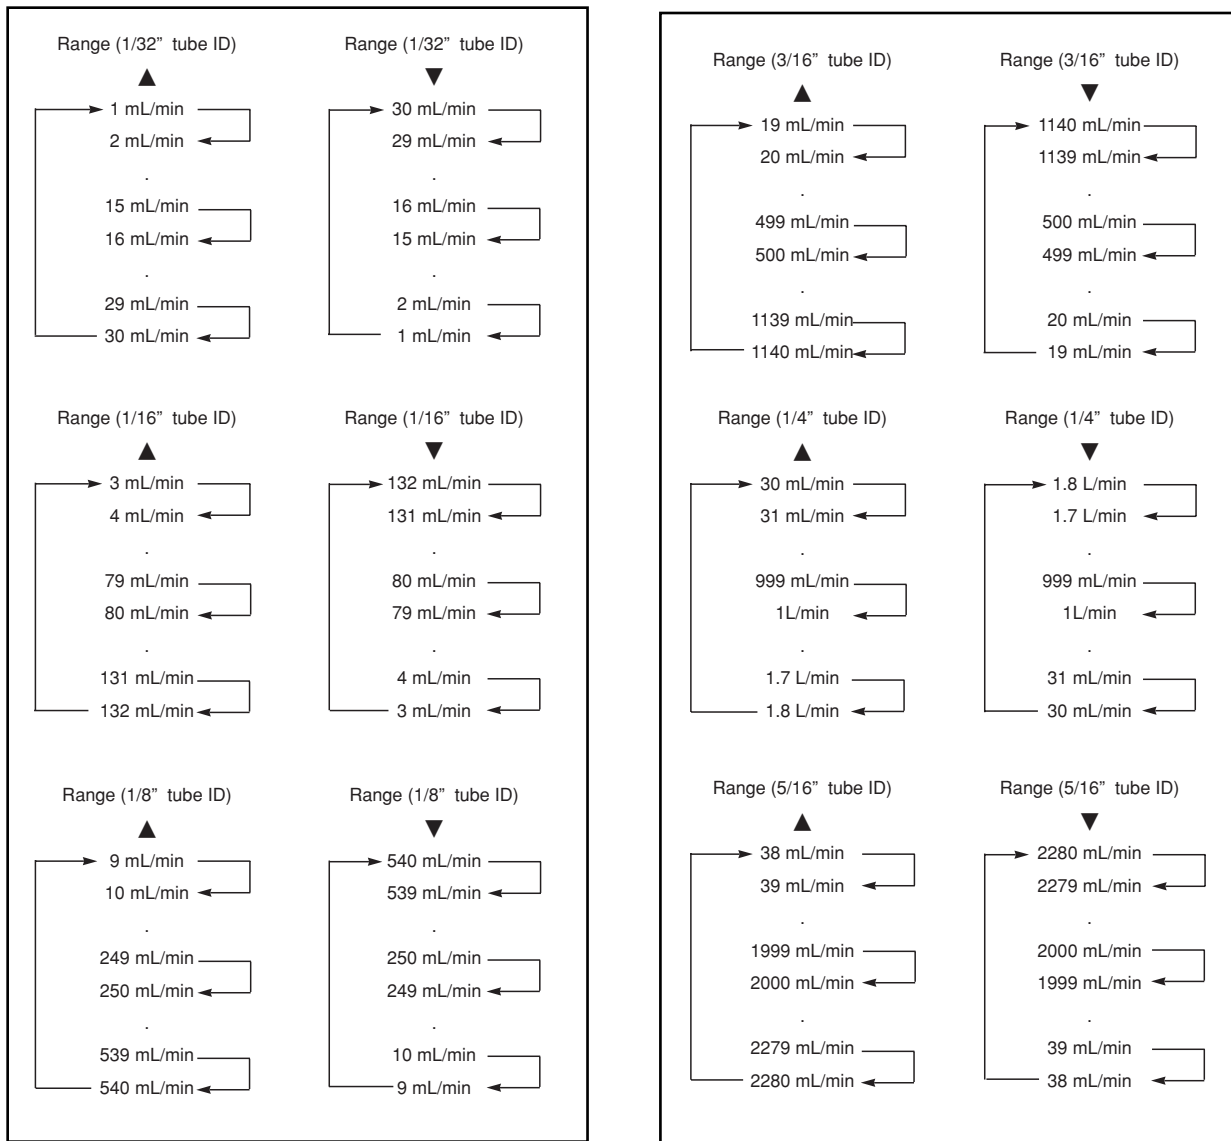 Range (1/32” tube ID)
▲
1 mL/min
2 mL/min
.
15 mL/min
16 mL/min
.
29 mL/min
30 mL/min
Range (1/32” tube ID)
▼
30 mL/min
29 mL/min
.
16 mL/min
15 mL/min
.
2 mL/min
1 mL/min
Range (1/16” tube ID)
▲
3 mL/min
4 mL/min
.
79 mL/min
80 mL/min
.
131 mL/min
132 mL/min
Range (1/16” tube ID)
▼
132 mL/min
131 mL/min
.
80 mL/min
79 mL/min
.
4 mL/min
3 mL/min
Range (1/8” tube ID)
▲
9 mL/min
10 mL/min
.
249 mL/min
250 mL/min
.
539 mL/min
540 mL/min
Range (1/8” tube ID)
▼
540 mL/min
539 mL/min
.
250 mL/min
249 mL/min
.
10 mL/min
9 mL/min
Range (3/16” tube ID)
▲
19 mL/min
20 mL/min
.
499 mL/min
500 mL/min
.
1139 mL/min
1140 mL/min
Range (3/16” tube ID)
▼
1140 mL/min
1139 mL/min
.
500 mL/min
499 mL/min
.
20 mL/min
19 mL/min
Range (1/4” tube ID)
▲
30 mL/min
31 mL/min
.
999 mL/min
1L/min
.
1.7 L/min
1.8 L/min
Range (1/4” tube ID)
▼
1.8 L/min
1.7 L/min
.
999 mL/min
1L/min
.
31 mL/min
30 mL/min
Range (5/16” tube ID)
▲
38 mL/min
39 mL/min
.
1999 mL/min
2000 mL/min
.
2279 mL/min
2280 mL/min
Range (5/16” tube ID)
▼
2280 mL/min
2279 mL/min
.
2000 mL/min
1999 mL/min
.
39 mL/min
38 mL/min